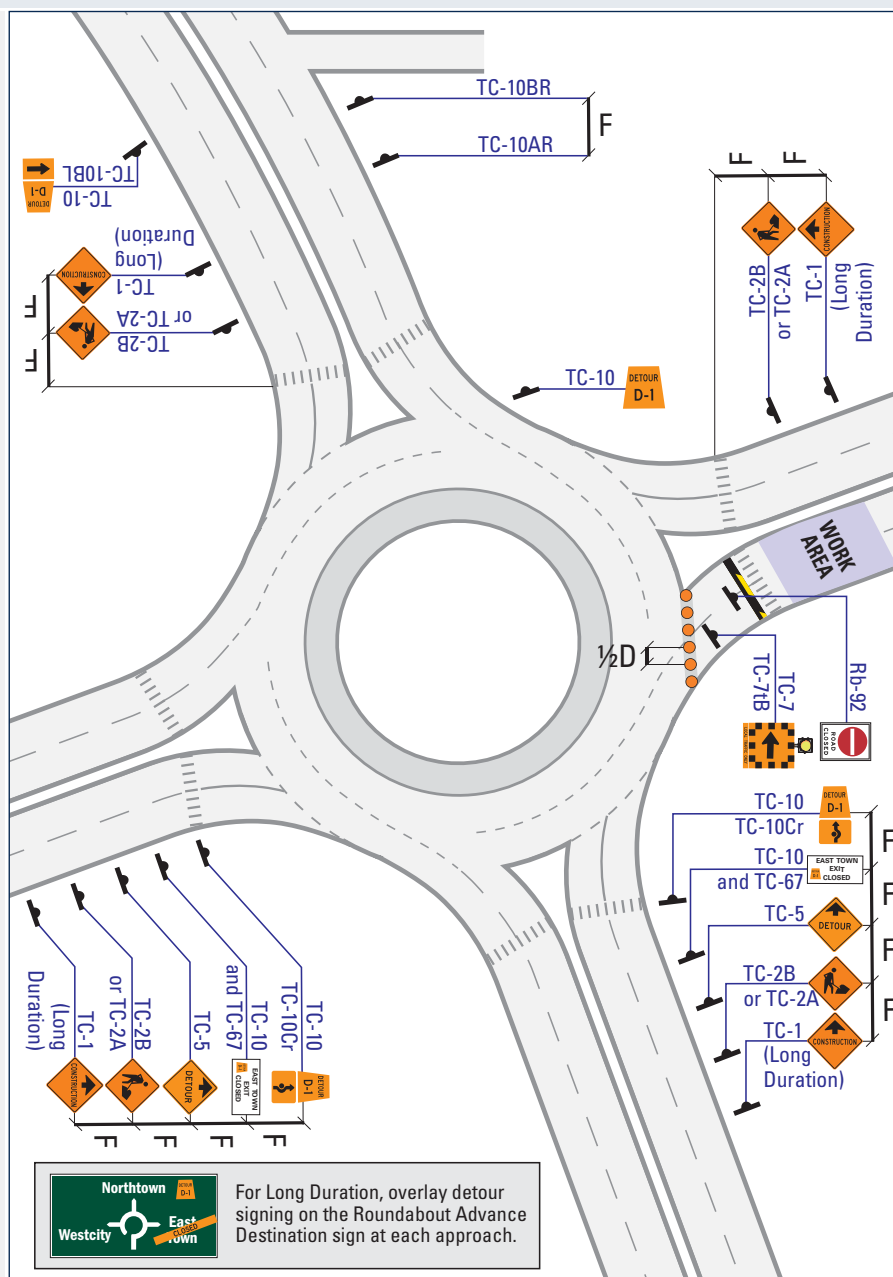 TC-10BR
F
TC-10AR
DETOUR
D-1
TC-10
TC-10BL
CONSTRUCTION
TC-1
(Long
Duration)
F
F
TC-2B
or TC-2A
F
F
TC-2B
or TC-2A
CONSTRUCTION
TC-1
(Long
Duration)
TC-10
DETOUR
D-1
WORK
AREA
½D
TC-7
TC-7tB
LOCAL TRAFFIC ONLY
Rb-92
ROAD
CLOSED
TC-10
TC-10Cr
DETOUR
D-1
F
TC-10
and TC-67
EAST TOWN
EXIT
CLOSED
F
TC-5
DETOUR
F
TC-2B
or TC-2A
F
TC-1
(Long
Duration)
CONSTRUCTION
TC-1
(Long
Duration)
CONSTRUCTION
TC-2B
or TC-2A
TC-5
DETOUR
TC-10
and TC-67
EAST TOWN
EXIT
CLOSED
TC-10
TC-10Cr
DETOUR
D-1
F
F
F
F
Northtown
DETOUR
D-1
Westcity
East
Town
CLOSED
For Long Duration, overlay detour
signing on the Roundabout Advance
Destination sign at each approach.